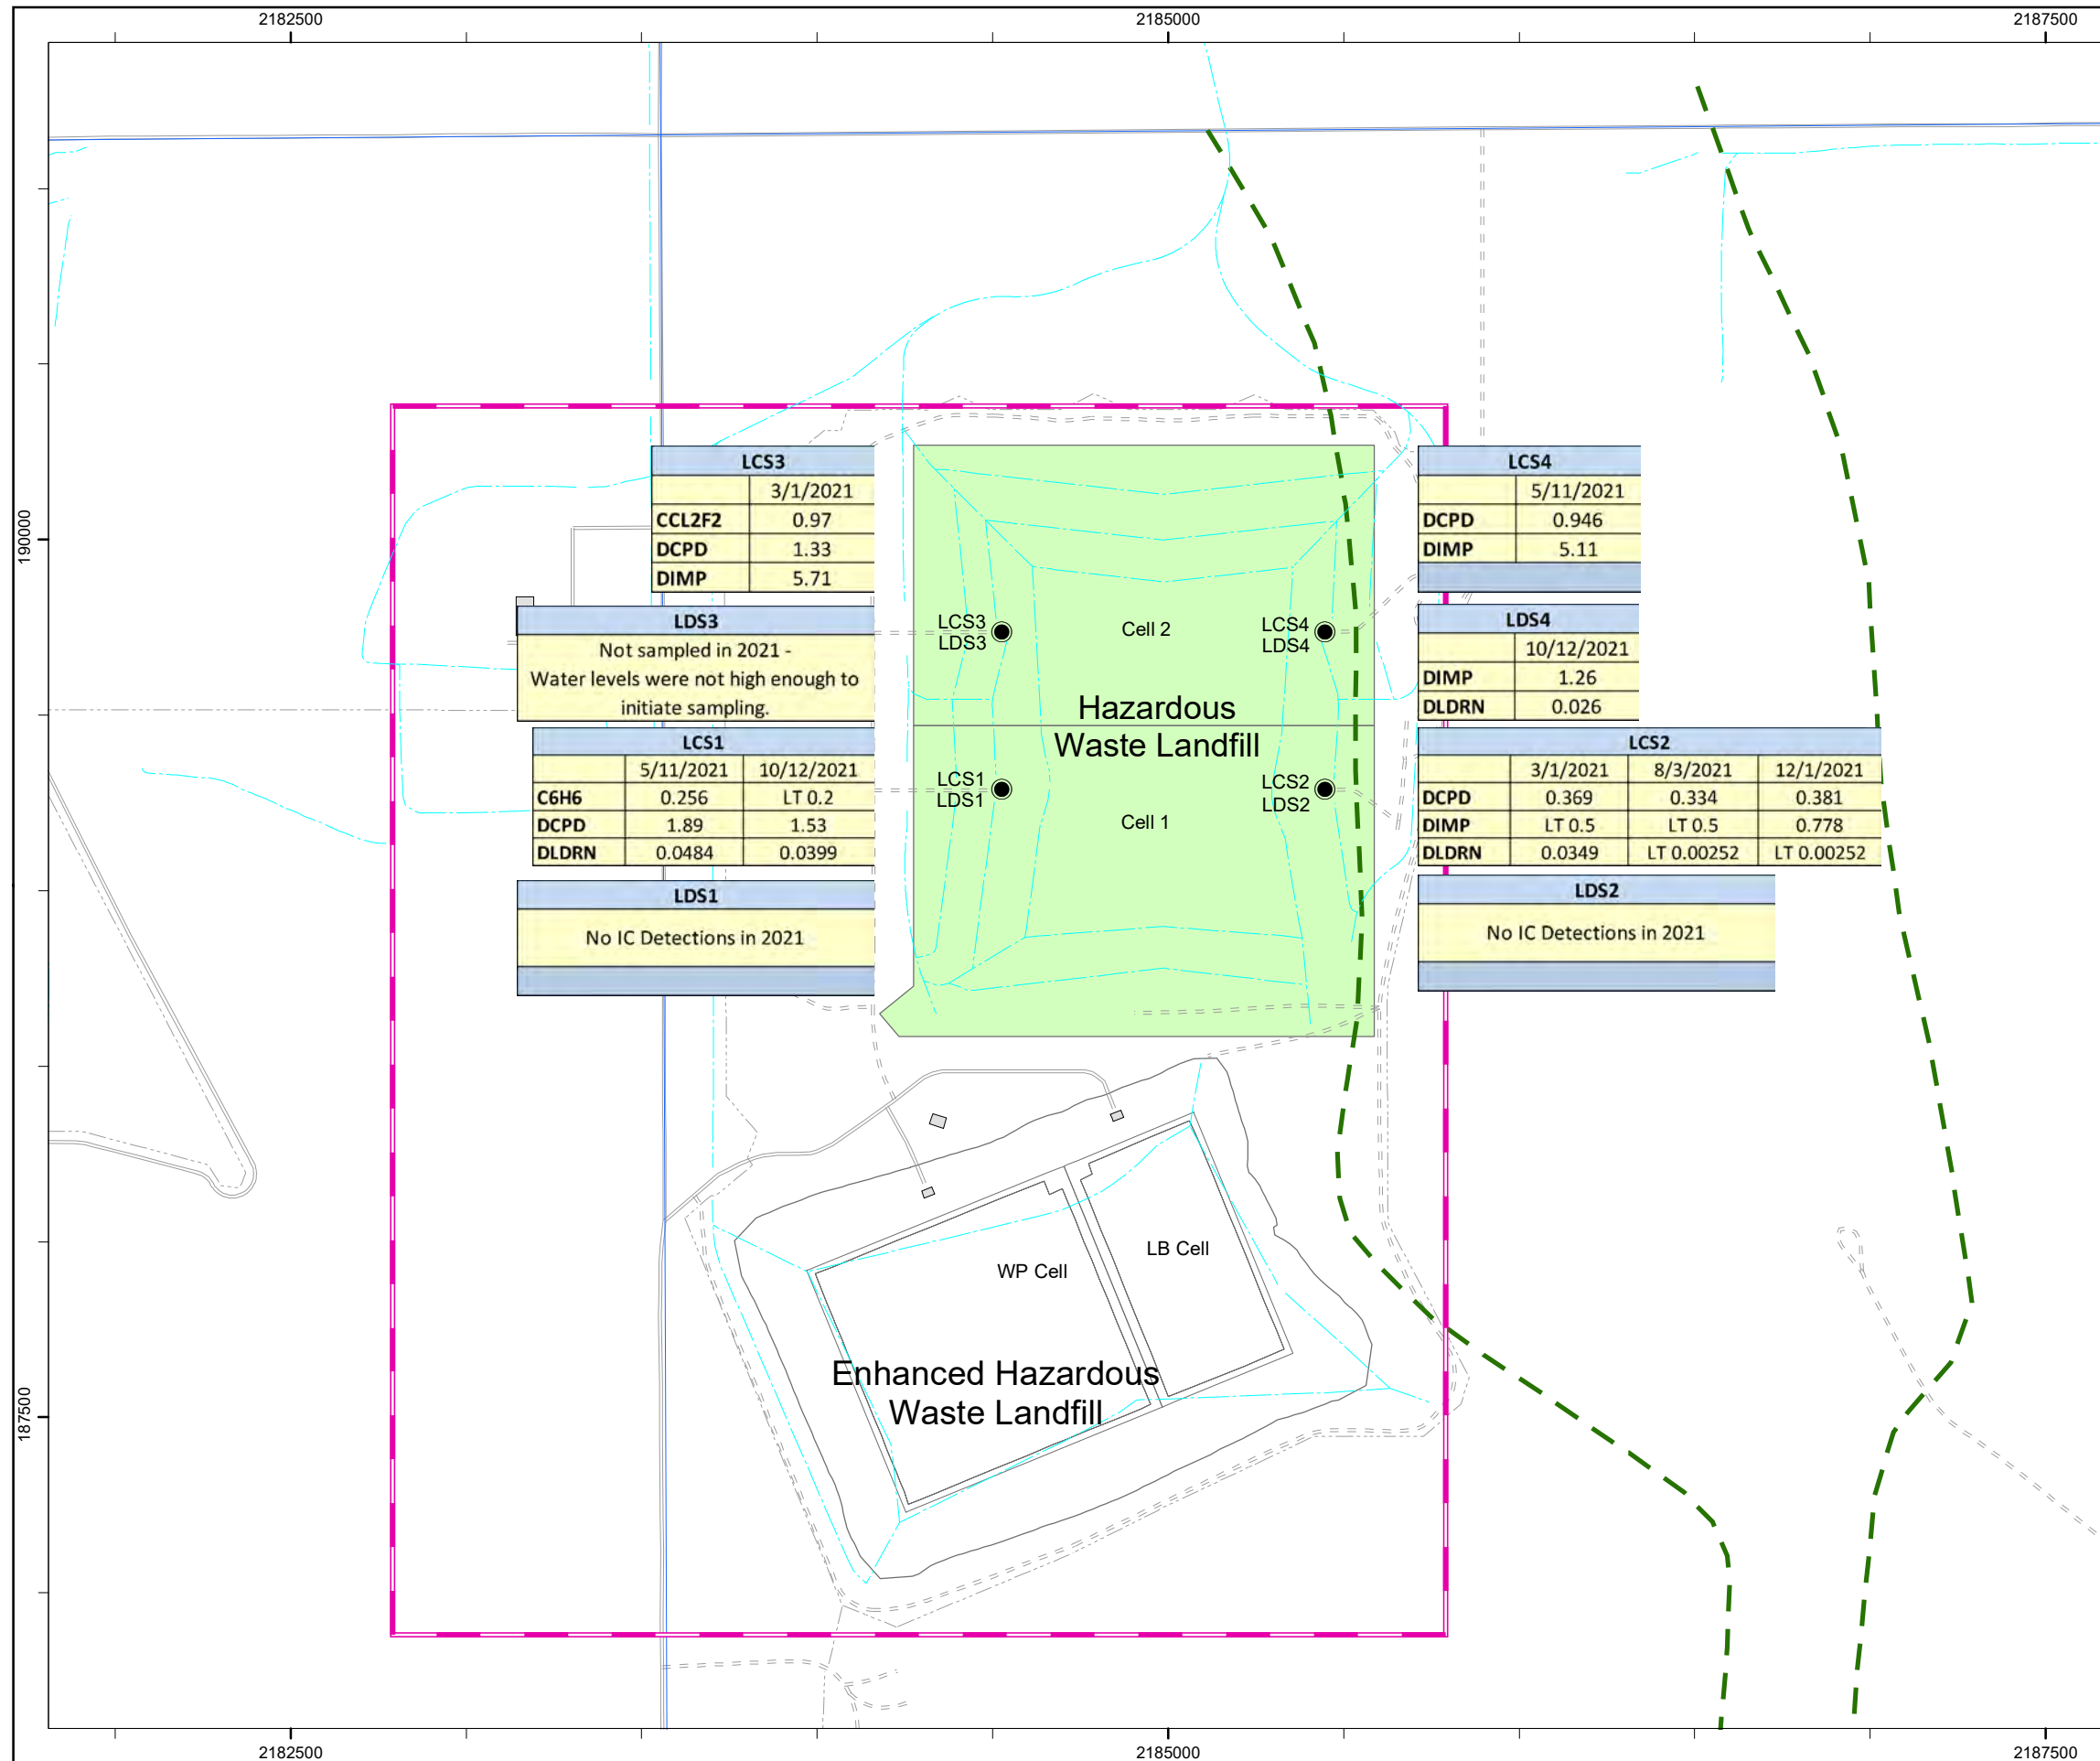 2182500 2185000 2187500
190000
187500
LCS3
3/1/2021
CCL2F2 0.97
DCPD 1.33
DIMP 5.71
LDS3
Not sampled in 2021 -
Water levels were not high enough to
initiate sampling.
LCS1
5/11/2021 10/12/2021
C6H6 0.256 LT 0.2
DCPD 1.89 1.53
DLDRN 0.0484 0.0399
LDS1
No IC Detections in 2021
LCS4
5/11/2021
DCPD 0.946
DIMP 5.11
LDS4
10/12/2021
DIMP 1.26
DLDRN 0.026
LCS2
3/1/2021 8/3/2021 12/1/2021
DCPD 0.369 0.334 0.381
DIMP LT 0.5 LT 0.5 0.778
DLDRN 0.0349 LT 0.00252 LT 0.00252
LDS2
No IC Detections in 2021
LCS3
LDS3
Cell 2
LCS4
LDS4
Hazardous
Waste Landfill
LCS1
LDS1
Cell 1
LCS2
LDS2
LB Cell
WP Cell
Enhanced Hazardous
Waste Landfill
2182500 2185000 2187500